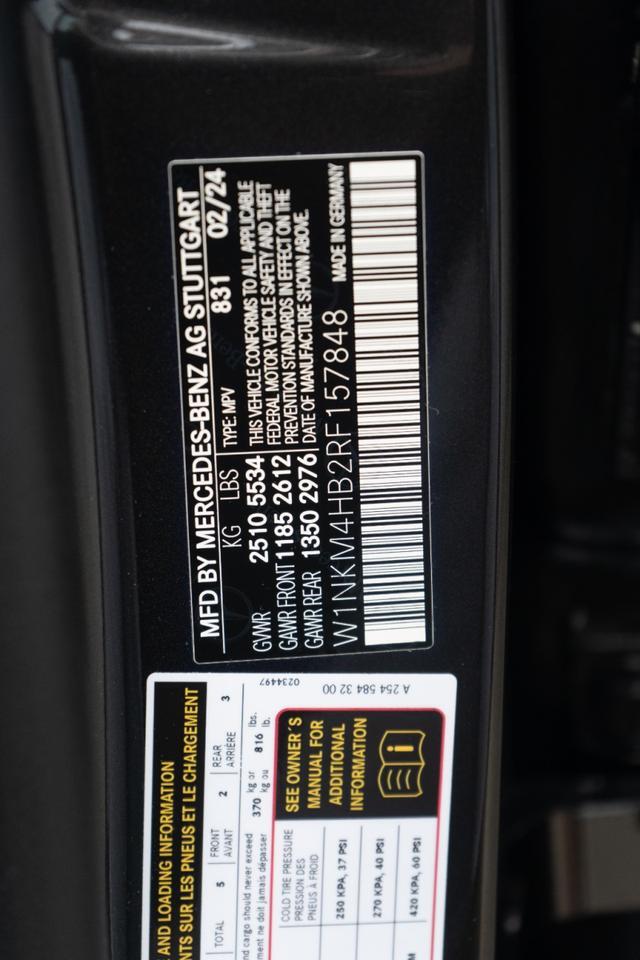 MFD BY MERCEDES-BENZ AG STUTTGART
KG LBS TYPE: MPV 831 02/24
GVWR 2510 5534 THIS VEHICLE CONFORMS TO ALL APPLICABLE
FEDERAL MOTOR VEHICLE SAFETY AND THEFT
GAWR FRONT 1185 2612 PREVENTION STANDARDS IN EFFECT ON THE
GAWR REAR 1350 2976 DATE OF MANUFACTURE SHOWN ABOVE.
W1NKM4HB2RF157848 MADE IN GERMANY
0234497
A 254 584 32 00
AND LOADING INFORMATION
NTS SUR LES PNEUS ET LE CHARGEMENT
TOTAL 5 FRONT 2 REAR 3
AVANT ARRIÈRE
nd cargo should never exceed 370 kg or 816 lbs.
ment ne doit jamais dépasser kg ou lb.
COLD TIRE PRESSURE
PRESSION DES
PNEUS À FROID
250 KPA, 37 PSI
270 KPA, 40 PSI
420 KPA, 60 PSI
SEE OWNER'S
MANUAL FOR
ADDITIONAL
INFORMATION